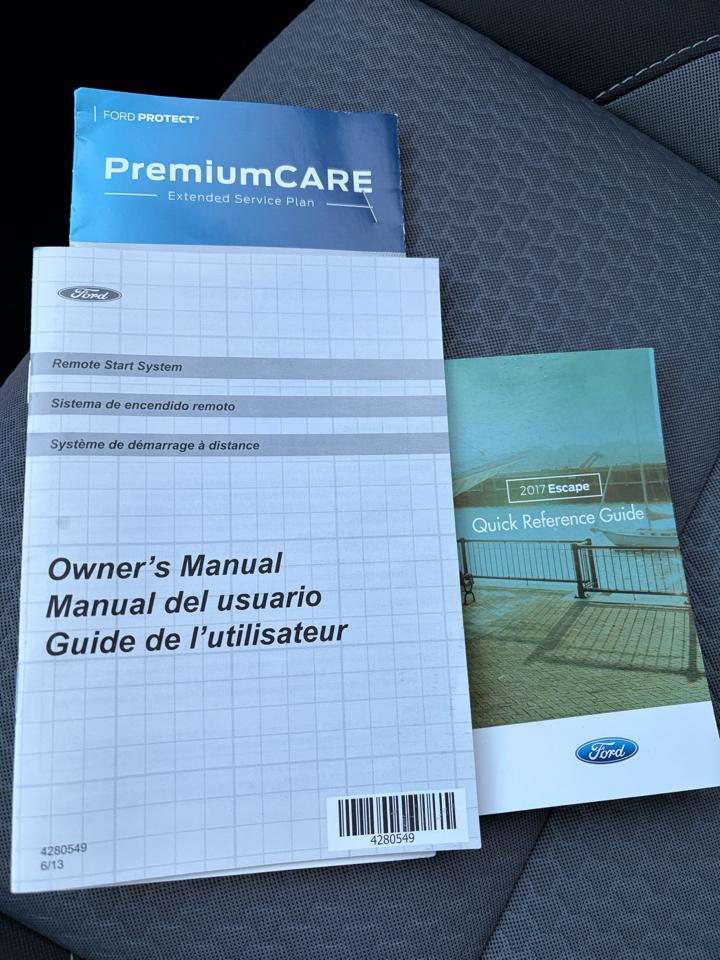 FORD PROTECT®
PremiumCARE
Extended Service Plan
Ford
Remote Start System
Sistema de encendido remoto
Système de démarrage à distance
Owner's Manual
Manual del usuario
Guide de l'utilisateur
4280549
6/13
4280549
2017 Escape
Quick Reference Guide
Ford